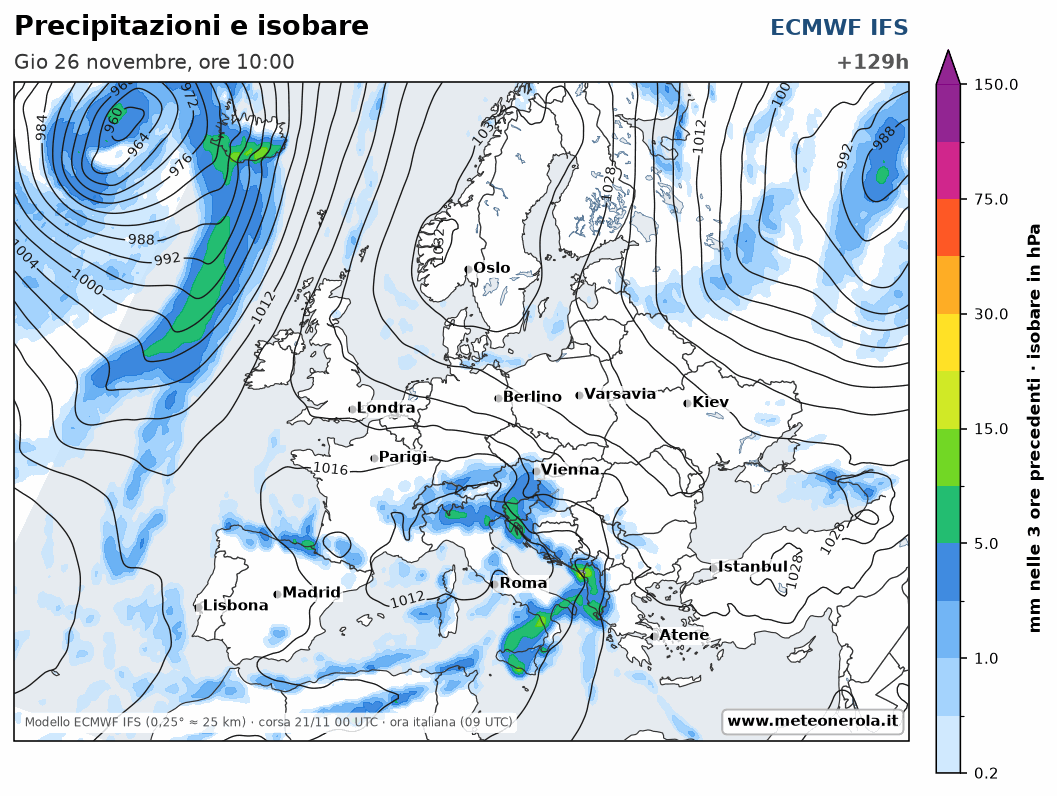 Precipitazioni e isobare
ECMWF IFS
Gio 26 novembre, ore 10:00
+129h
150.0
75.0
30.0
15.0
5.0
1.0
0.2
mm nelle 3 ore precedenti · isobare in hPa
960
964
972
976
984
988
992
1004
1000
1012
1032
1028
1012
992
988
Oslo
Londra
Berlino
Varsavia
Kiev
Parigi
1016
Vienna
Roma
Istanbul
1028
1028
Madrid
Lisbona
1012
Atene
Modello ECMWF IFS (0,25° ≈ 25 km) · corsa 21/11 00 UTC · ora italiana (09 UTC)
www.meteonerola.it